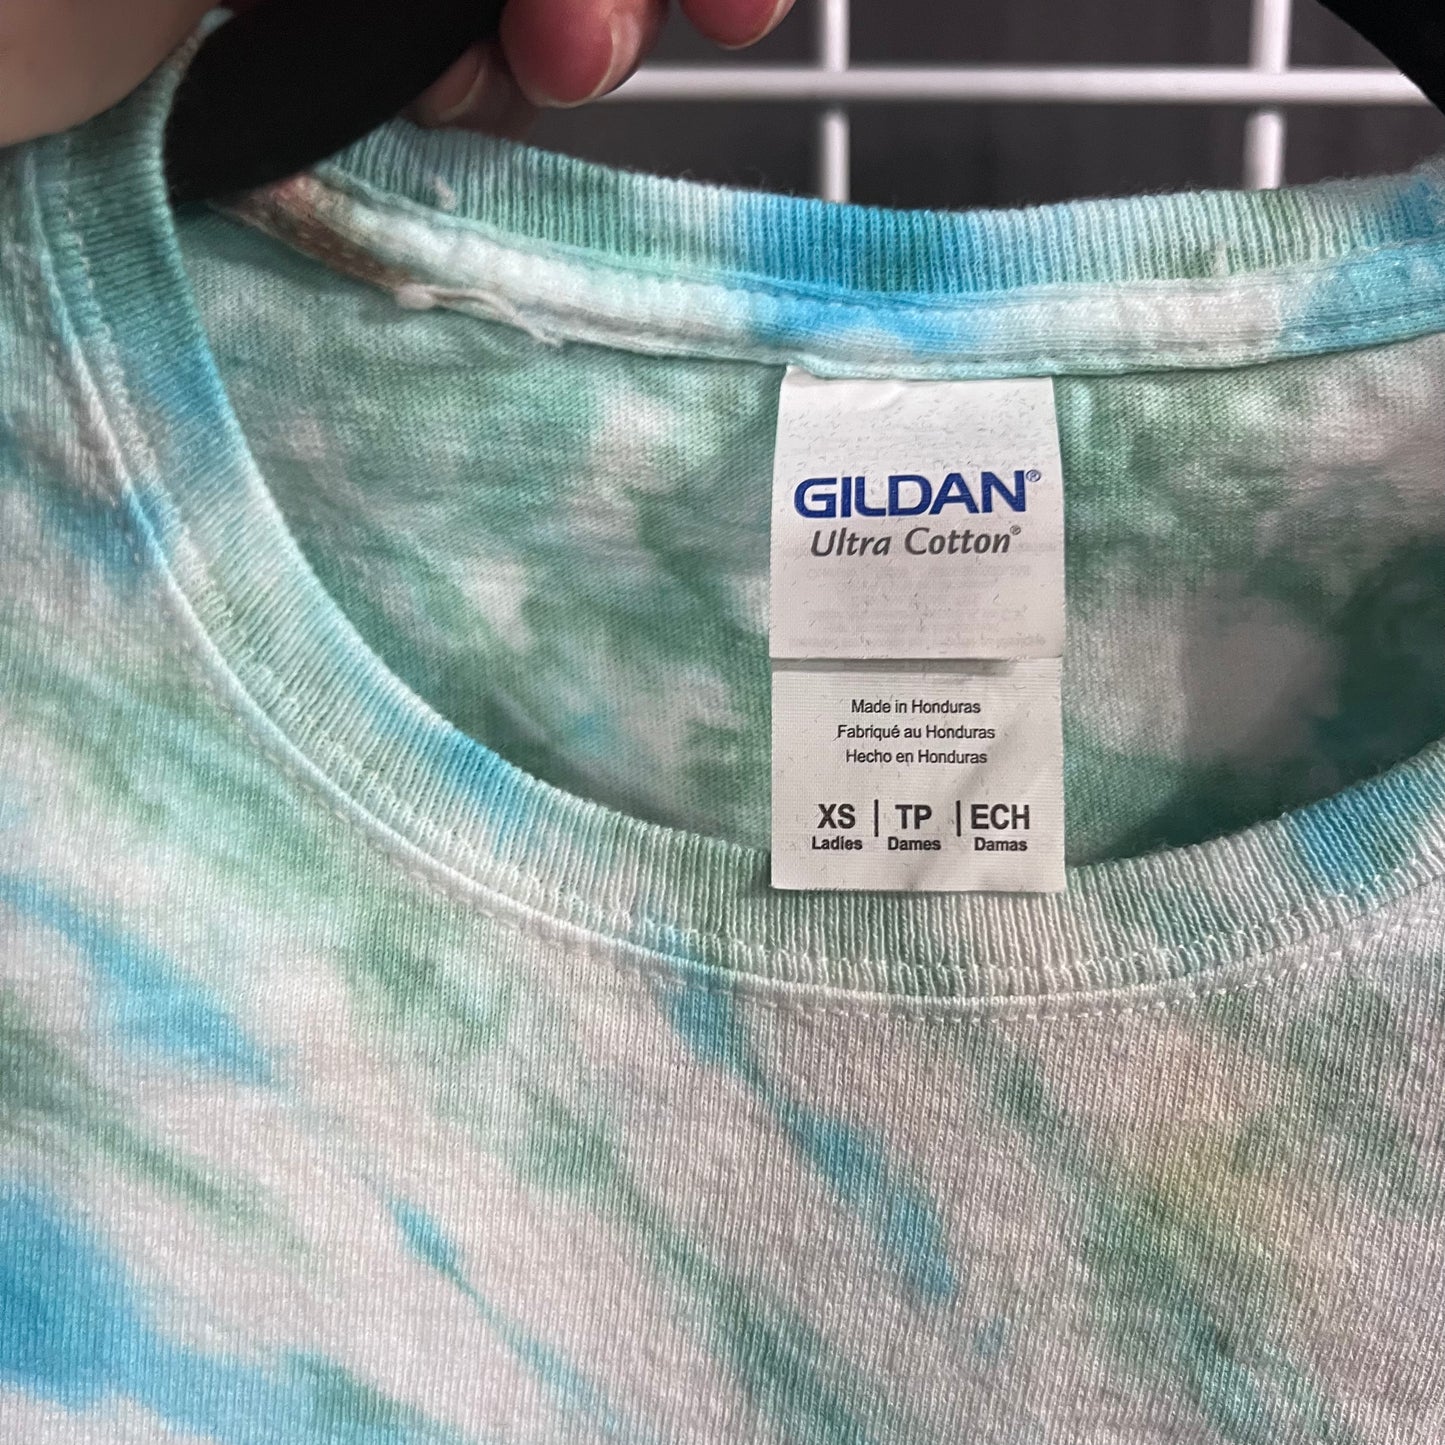 GILDAN®
Ultra Cotton®
Made in Honduras
Fabriqué au Honduras
Hecho en Honduras
XS | TP | ECH
Ladies Dames Damas